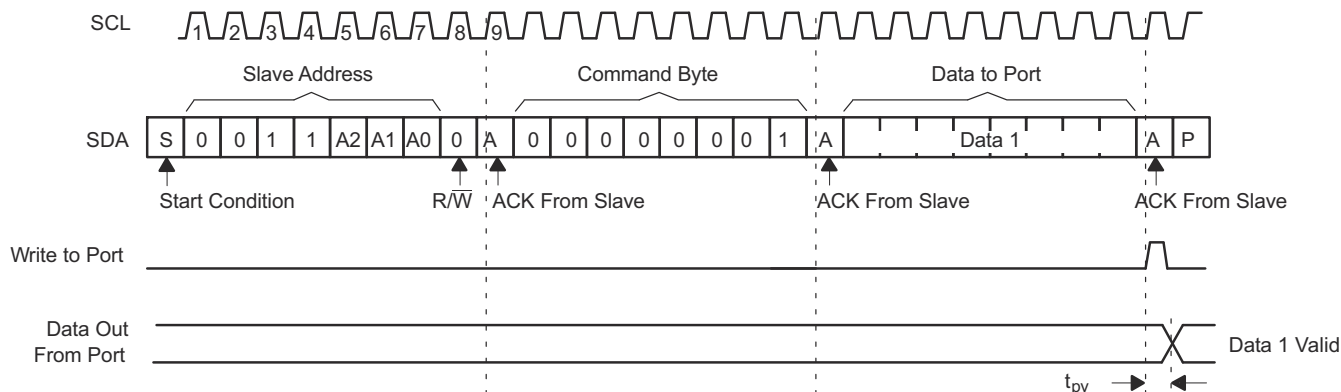 SCL
1 2 3 4 5 6 7 8 9
Slave Address Command Byte Data to Port
SDA S 0 0 1 1 A2 A1 A0 0 A 0 0 0 0 0 0 0 1 A Data 1 A P
Start Condition R/W̅ ACK From Slave ACK From Slave ACK From Slave
Write to Port
Data Out
From Port
Data 1 Valid
tpv